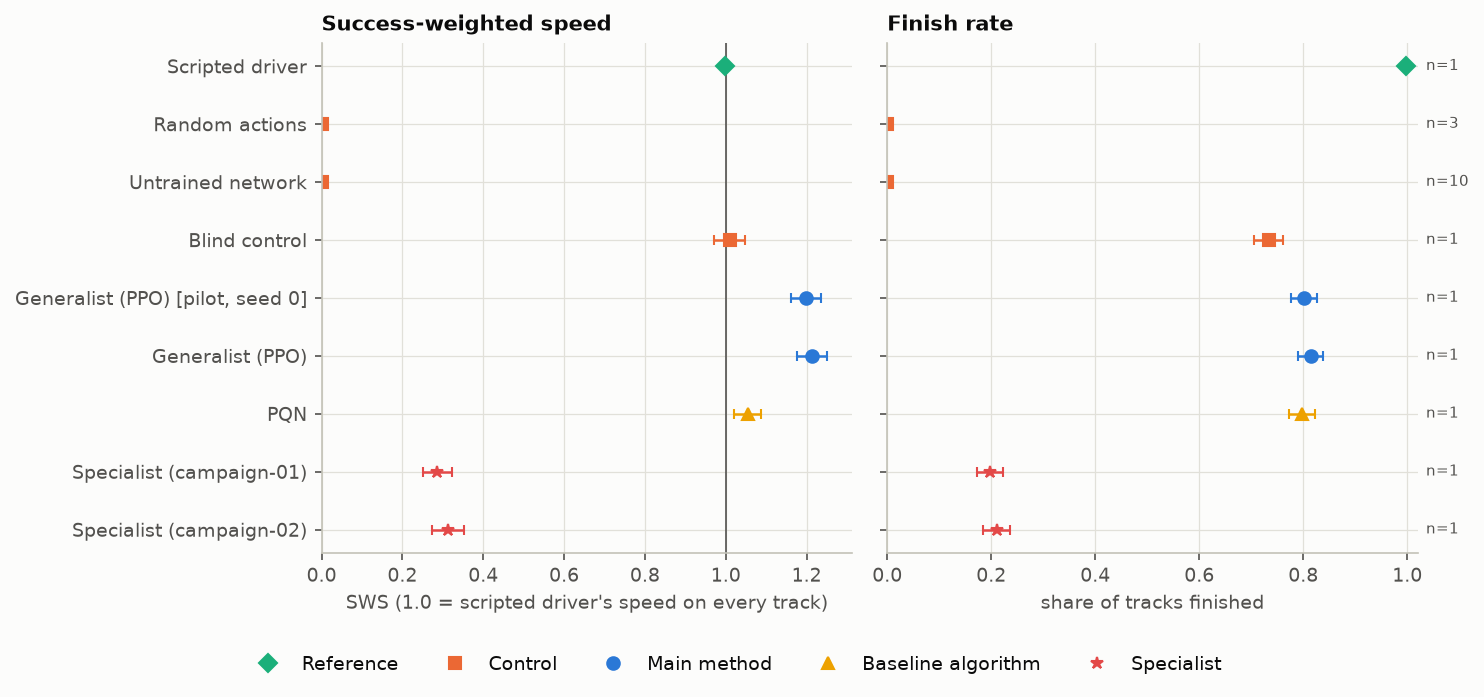 Success-weighted speed
Finish rate
Scripted driver
n=1
Random actions
n=3
Untrained network
n=10
Blind control
n=1
Generalist (PPO) [pilot, seed 0]
n=1
Generalist (PPO)
n=1
PQN
n=1
Specialist (campaign-01)
n=1
Specialist (campaign-02)
n=1
0.0 0.2 0.4 0.6 0.8 1.0 1.2
0.0 0.2 0.4 0.6 0.8 1.0
SWS (1.0 = scripted driver's speed on every track)
share of tracks finished
Reference Control Main method Baseline algorithm Specialist